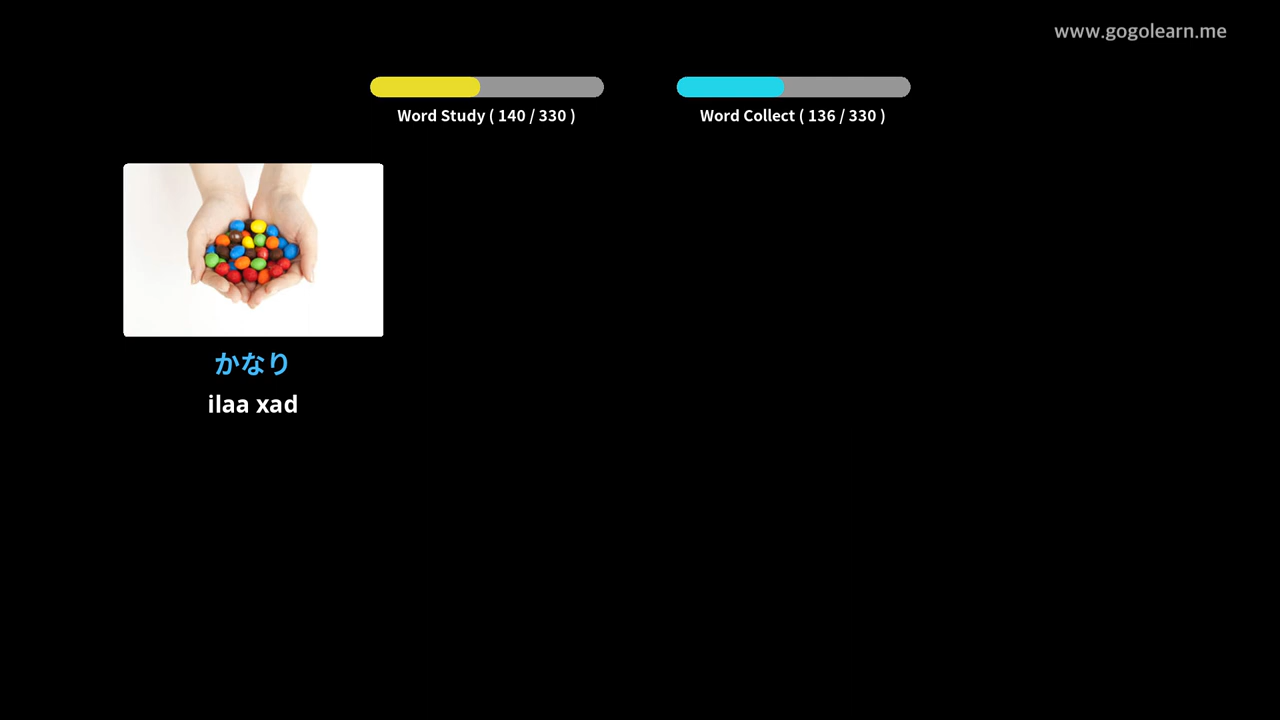 www.gogolearn.me
Word Study ( 140 / 330 )
Word Collect ( 136 / 330 )
かなり
ilaa xad